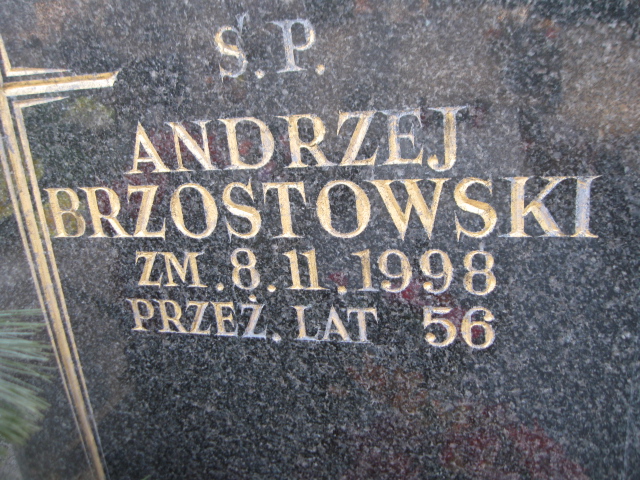 Ś.P.
ANDRZEJ
BRZOSTOWSKI
ZM.8.11.1998
PRZEŻ. LAT 56